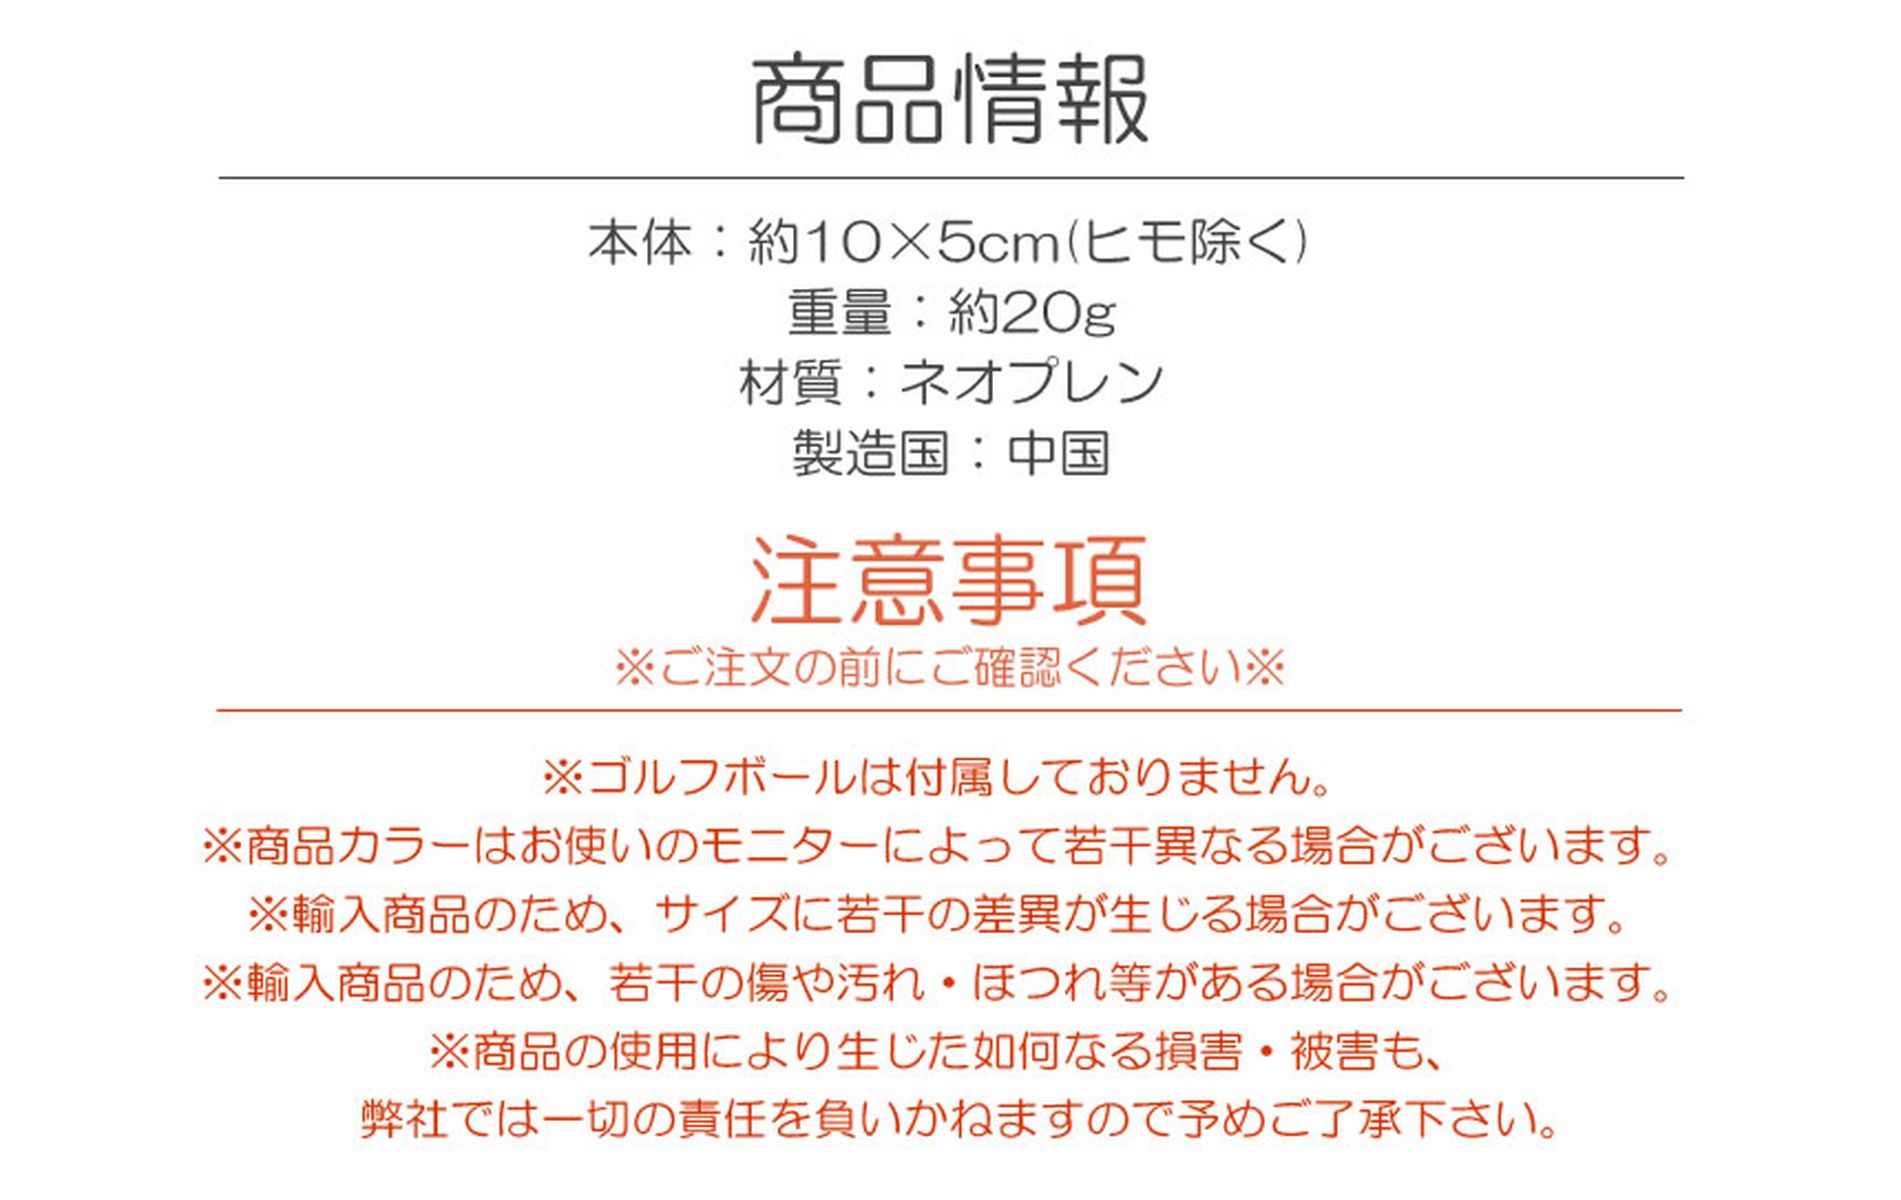 商品情報
本体：約10×5cm(ヒモ除く)
重量：約20g
材質：ネオプレン
製造国：中国
注意事項
※ご注文の前にご確認ください※
※ゴルフボールは付属しておりません。
※商品カラーはお使いのモニターによって若干異なる場合がございます。
※輸入商品のため、サイズに若干の差異が生じる場合がございます。
※輸入商品のため、若干の傷や汚れ・ほつれ等がある場合がございます。
※商品の使用により生じた如何なる損害・被害も、
弊社では一切の責任を負いかねますので予めご了承下さい。